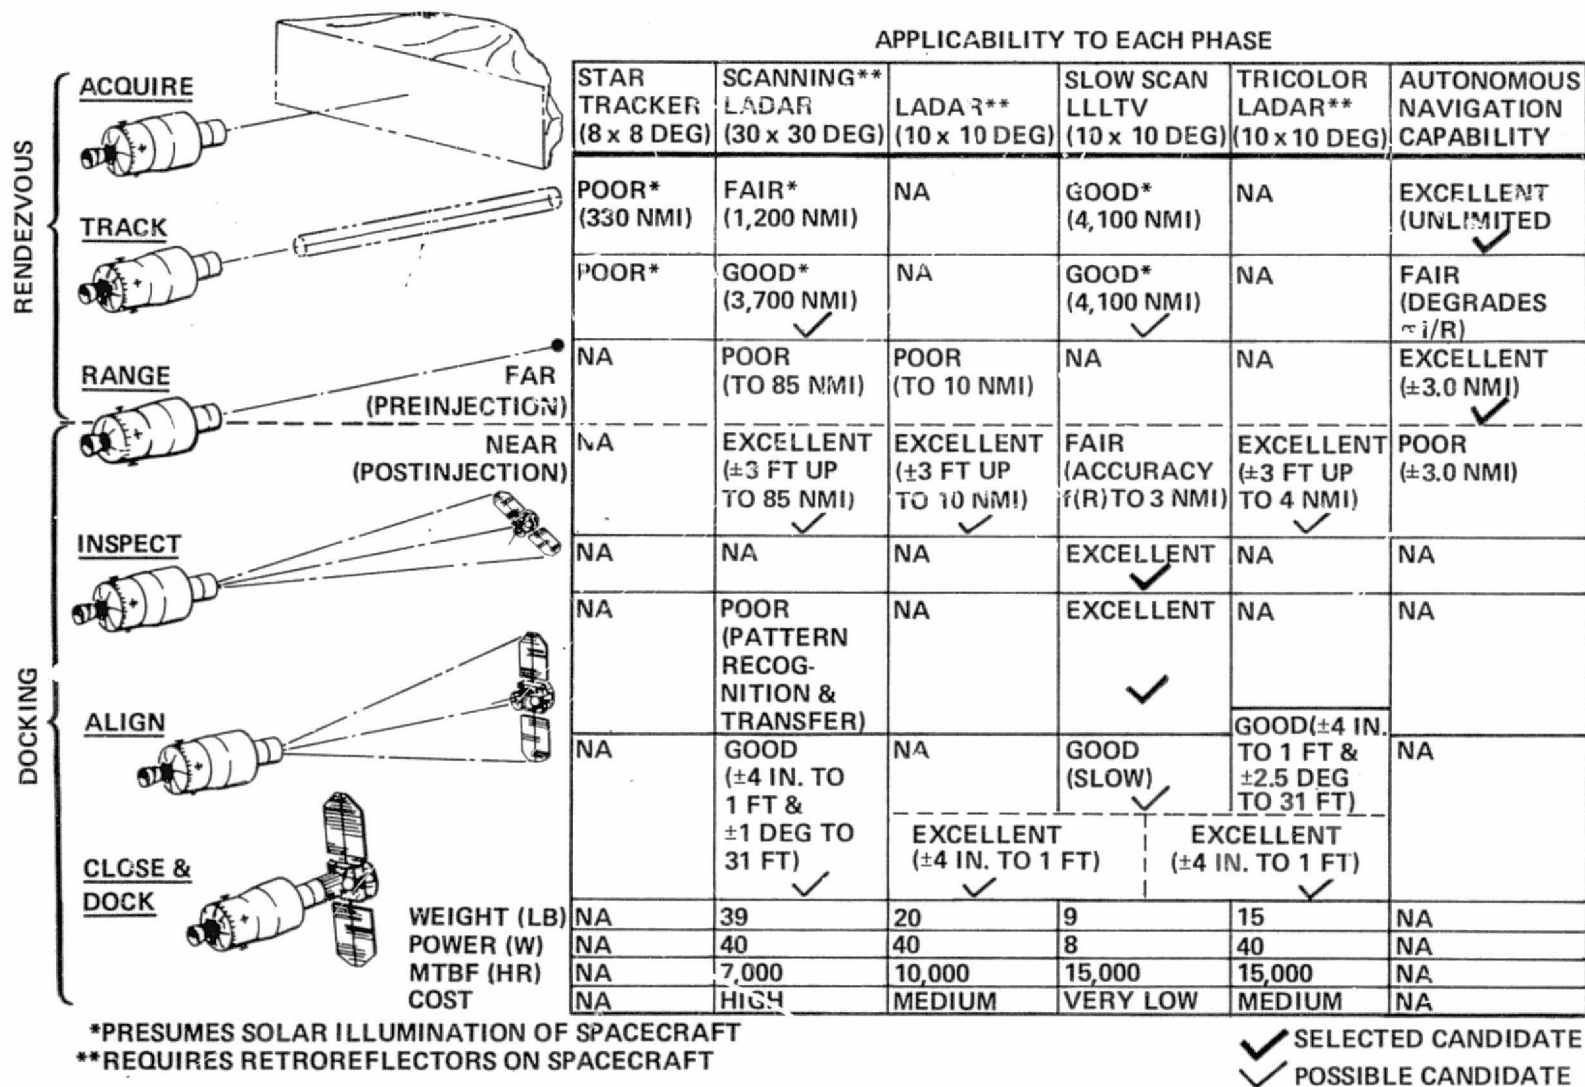 APPLICABILITY TO EACH PHASE
RENDEZVOUS
DOCKING
ACQUIRE
TRACK
RANGE
FAR
(PREINJECTION)
NEAR
(POSTINJECTION)
INSPECT
ALIGN
CLOSE &
DOCK
STAR
TRACKER
(8 x 8 DEG)
SCANNING**
LADAR
(30 x 30 DEG)
LADAR**
(10 x 10 DEG)
SLOW SCAN
LLLTV
(10 x 10 DEG)
TRICOLOR
LADAR**
(10 x 10 DEG)
AUTONOMOUS
NAVIGATION
CAPABILITY
POOR*
(330 NMI)
FAIR*
(1,200 NMI)
NA
GOOD*
(4,100 NMI)
NA
EXCELLENT
(UNLIMITED
POOR*
GOOD*
(3,700 NMI)
NA
GOOD*
(4,100 NMI)
NA
FAIR
(DEGRADES
/R)
NA
POOR
(TO 85 NMI)
POOR
(TO 10 NMI)
NA
NA
EXCELLENT
(±3.0 NMI)
NA
EXCELLENT
(±3 FT UP
TO 85 NMI)
EXCELLENT
(±3 FT UP
TO 10 NMI)
FAIR
(ACCURACY
f(R) TO 3 NMI)
EXCELLENT
(±3 FT UP
TO 4 NMI)
POOR
(±3.0 NMI)
NA
NA
NA
EXCELLENT
NA
NA
NA
POOR
(PATTERN
RECOG-
NITION &
TRANSFER)
NA
EXCELLENT
NA
NA
NA
GOOD
(±4 IN. TO
1 FT &
±1 DEG TO
31 FT)
NA
GOOD
(SLOW)
GOOD(±4 IN.
TO 1 FT &
±2.5 DEG
TO 31 FT)
NA
EXCELLENT
(±4 IN. TO 1 FT)
EXCELLENT
(±4 IN. TO 1 FT)
WEIGHT (LB) NA 39 20 9 15 NA
POWER (W) NA 40 40 8 40 NA
MTBF (HR) NA 7,000 10,000 15,000 15,000 NA
COST NA HIGH MEDIUM VERY LOW MEDIUM NA
*PRESUMES SOLAR ILLUMINATION OF SPACECRAFT
**REQUIRES RETROREFLECTORS ON SPACECRAFT
SELECTED CANDIDATE
POSSIBLE CANDIDATE